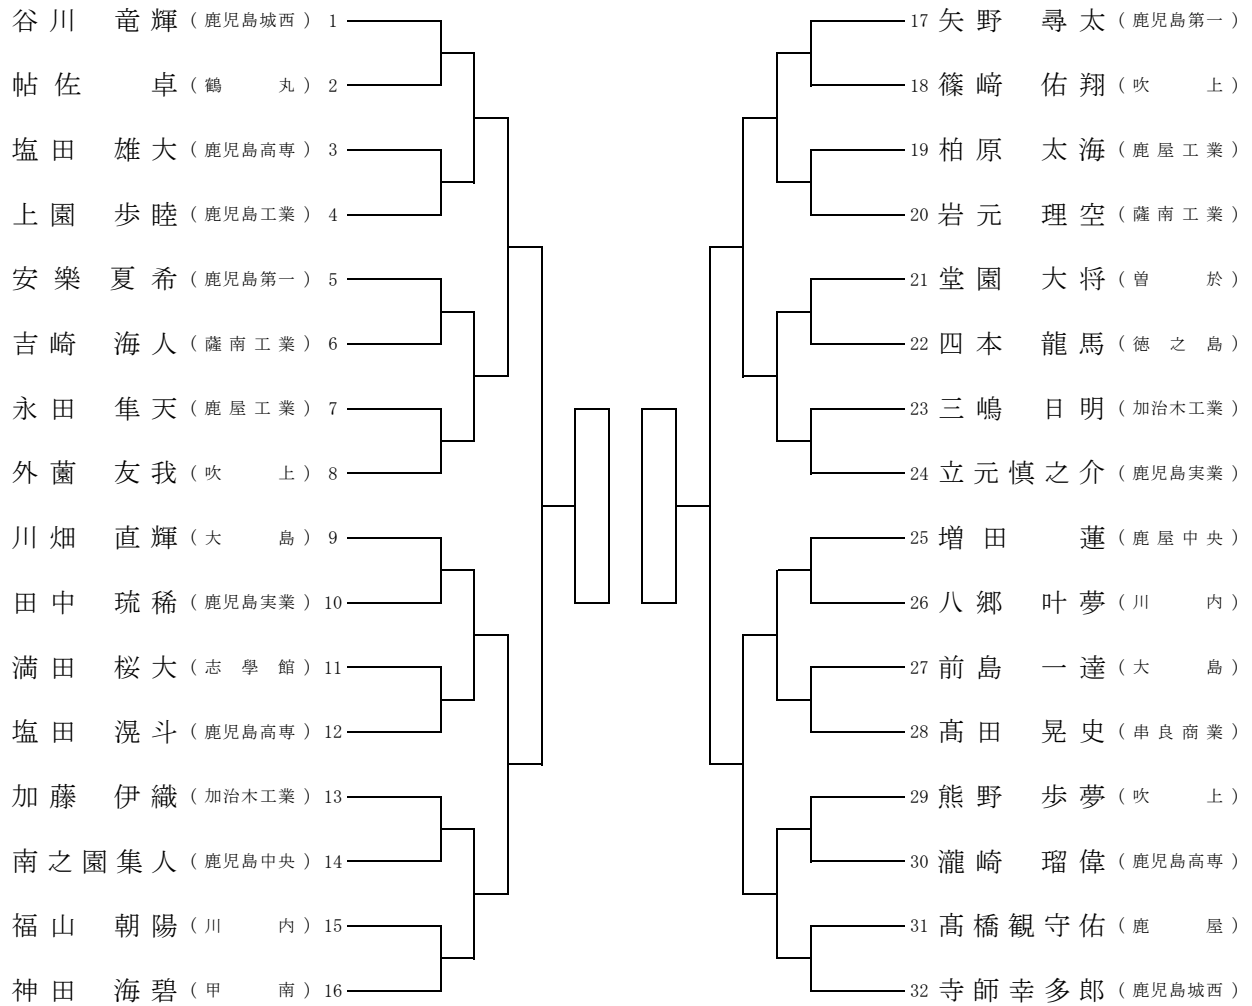 谷川 竜輝（鹿児島城西）1
帖佐 卓（鶴丸）2
塩田 雄大（鹿児島高専）3
上園 歩睦（鹿児島工業）4
安樂 夏希（鹿児島第一）5
吉崎 海人（薩南工業）6
永田 隼天（鹿屋工業）7
外薗 友我（吹上）8
川畑 直輝（大島）9
田中 琉稀（鹿児島実業）10
満田 桜大（志學館）11
塩田 滉斗（鹿児島高専）12
加藤 伊織（加治木工業）13
南之園隼人（鹿児島中央）14
福山 朝陽（川内）15
神田 海碧（甲南）16
17 矢野 尋太（鹿児島第一）
18 篠﨑 佑翔（吹上）
19 柏原 太海（鹿屋工業）
20 岩元 理空（薩南工業）
21 堂園 大将（曽於）
22 四本 龍馬（徳之島）
23 三嶋 日明（加治木工業）
24 立元慎之介（鹿児島実業）
25 増田 蓮（鹿屋中央）
26 八郷 叶夢（川内）
27 前島 一達（大島）
28 髙田 晃史（串良商業）
29 熊野 歩夢（吹上）
30 瀧崎 瑠偉（鹿児島高専）
31 髙橋観守佑（鹿屋）
32 寺師幸多郎（鹿児島城西）